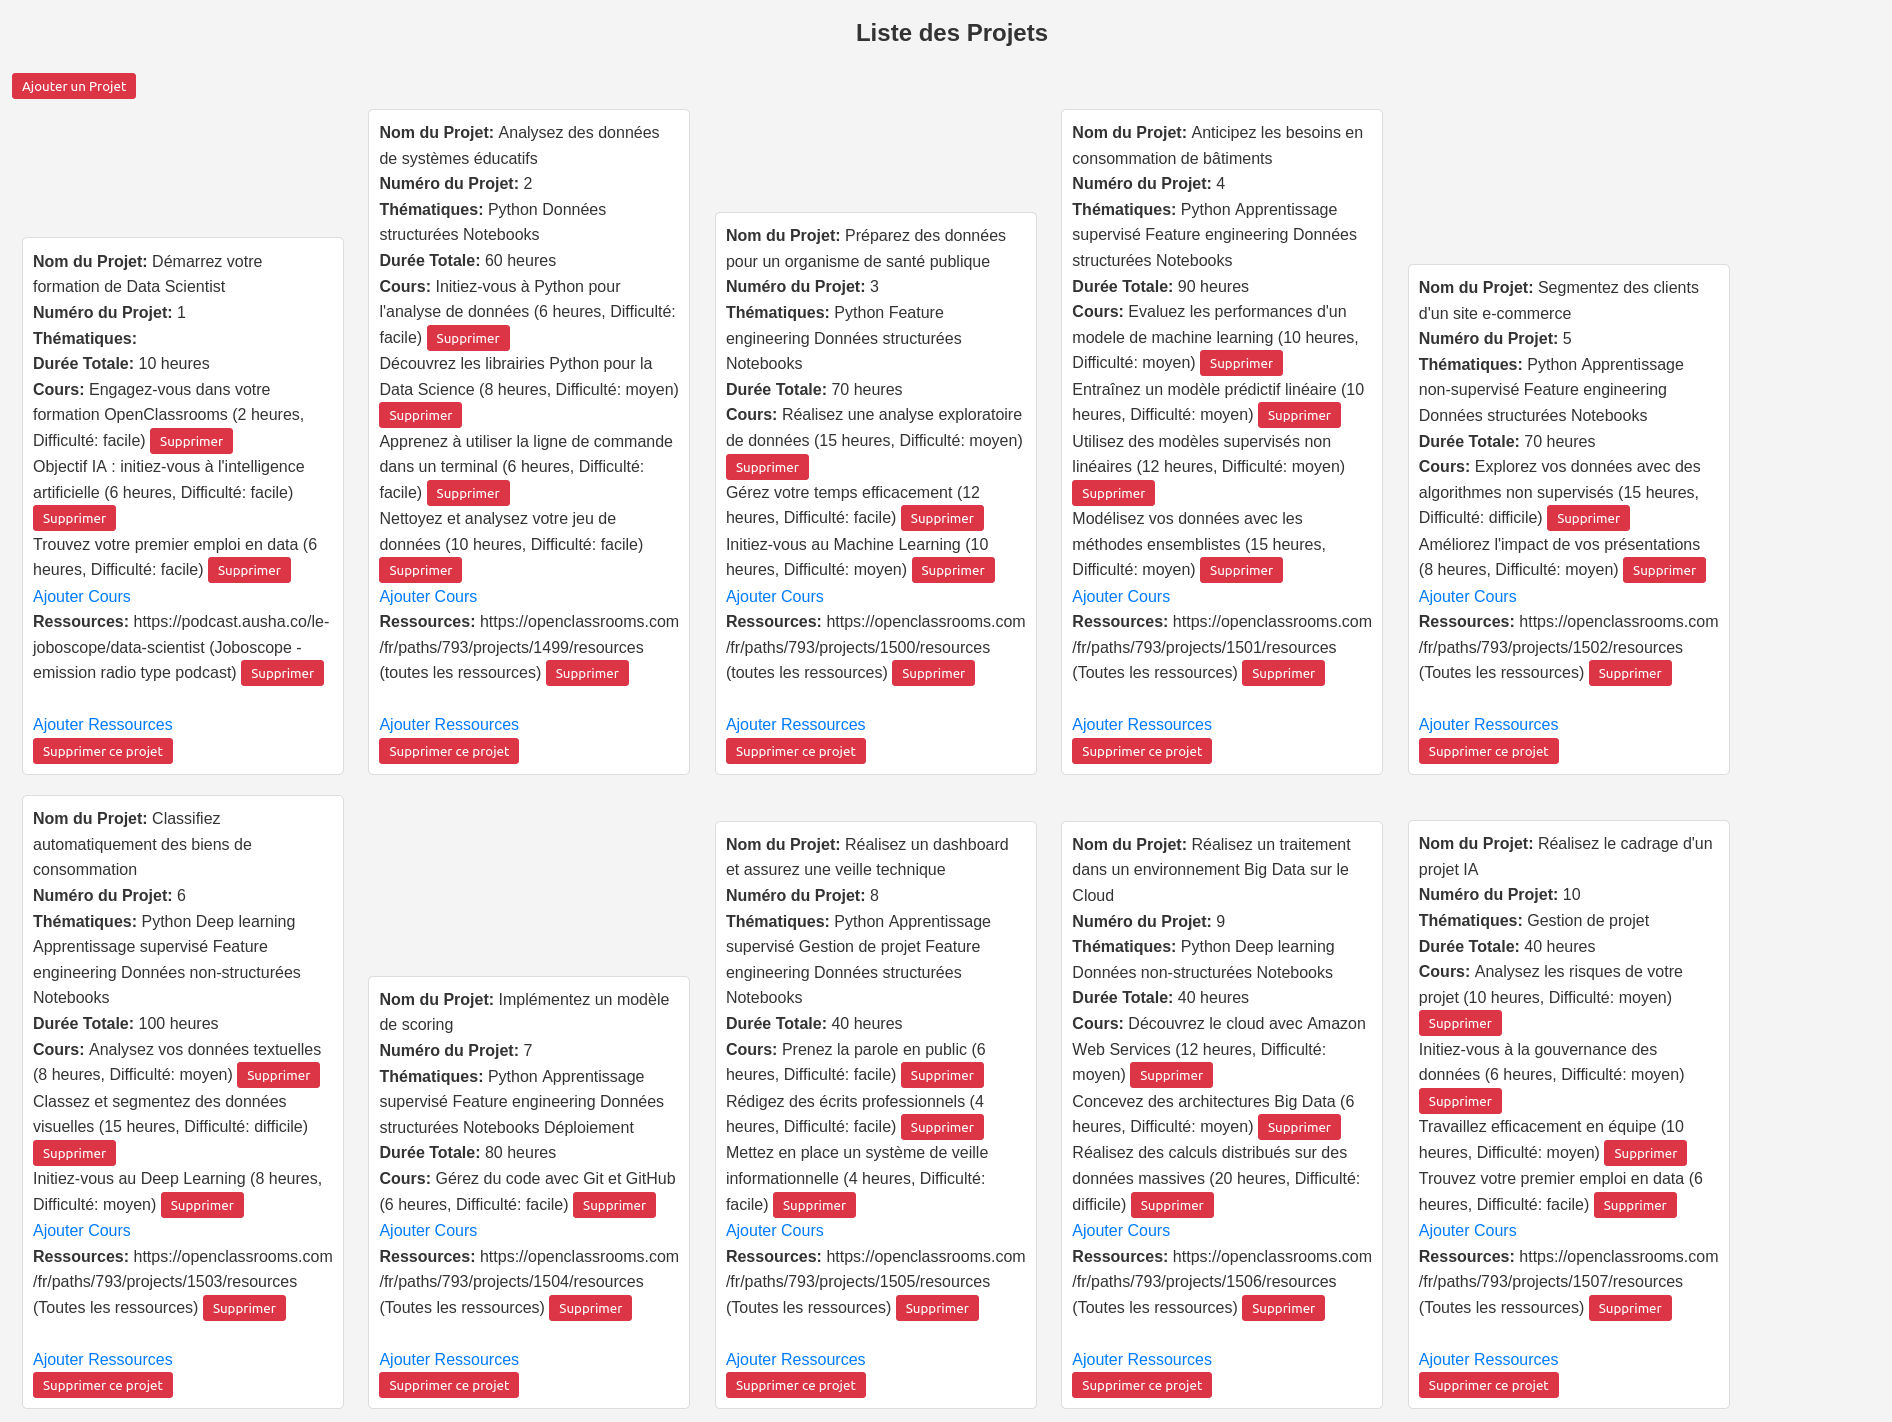 Liste des Projets
Ajouter un Projet
Nom du Projet: Démarrez votre
formation de Data Scientist
Numéro du Projet: 1
Thématiques:
Durée Totale: 10 heures
Cours: Engagez-vous dans votre
formation OpenClassrooms (2 heures,
Difficulté: facile) Supprimer
Objectif IA : initiez-vous à l'intelligence
artificielle (6 heures, Difficulté: facile)
Supprimer
Trouvez votre premier emploi en data (6
heures, Difficulté: facile) Supprimer
Ajouter Cours
Ressources: https://podcast.ausha.co/le-
joboscope/data-scientist (Joboscope -
emission radio type podcast) Supprimer
Ajouter Ressources
Supprimer ce projet
Nom du Projet: Analysez des données
de systèmes éducatifs
Numéro du Projet: 2
Thématiques: Python Données
structurées Notebooks
Durée Totale: 60 heures
Cours: Initiez-vous à Python pour
l'analyse de données (6 heures, Difficulté:
facile) Supprimer
Découvrez les librairies Python pour la
Data Science (8 heures, Difficulté: moyen)
Supprimer
Apprenez à utiliser la ligne de commande
dans un terminal (6 heures, Difficulté:
facile) Supprimer
Nettoyez et analysez votre jeu de
données (10 heures, Difficulté: facile)
Supprimer
Ajouter Cours
Ressources: https://openclassrooms.com
/fr/paths/793/projects/1499/resources
(toutes les ressources) Supprimer
Ajouter Ressources
Supprimer ce projet
Nom du Projet: Préparez des données
pour un organisme de santé publique
Numéro du Projet: 3
Thématiques: Python Feature
engineering Données structurées
Notebooks
Durée Totale: 70 heures
Cours: Réalisez une analyse exploratoire
de données (15 heures, Difficulté: moyen)
Supprimer
Gérez votre temps efficacement (12
heures, Difficulté: facile) Supprimer
Initiez-vous au Machine Learning (10
heures, Difficulté: moyen) Supprimer
Ajouter Cours
Ressources: https://openclassrooms.com
/fr/paths/793/projects/1500/resources
(toutes les ressources) Supprimer
Ajouter Ressources
Supprimer ce projet
Nom du Projet: Anticipez les besoins en
consommation de bâtiments
Numéro du Projet: 4
Thématiques: Python Apprentissage
supervisé Feature engineering Données
structurées Notebooks
Durée Totale: 90 heures
Cours: Evaluez les performances d'un
modele de machine learning (10 heures,
Difficulté: moyen) Supprimer
Entraînez un modèle prédictif linéaire (10
heures, Difficulté: moyen) Supprimer
Utilisez des modèles supervisés non
linéaires (12 heures, Difficulté: moyen)
Supprimer
Modélisez vos données avec les
méthodes ensemblistes (15 heures,
Difficulté: moyen) Supprimer
Ajouter Cours
Ressources: https://openclassrooms.com
/fr/paths/793/projects/1501/resources
(Toutes les ressources) Supprimer
Ajouter Ressources
Supprimer ce projet
Nom du Projet: Segmentez des clients
d'un site e-commerce
Numéro du Projet: 5
Thématiques: Python Apprentissage
non-supervisé Feature engineering
Données structurées Notebooks
Durée Totale: 70 heures
Cours: Explorez vos données avec des
algorithmes non supervisés (15 heures,
Difficulté: difficile) Supprimer
Améliorez l'impact de vos présentations
(8 heures, Difficulté: moyen) Supprimer
Ajouter Cours
Ressources: https://openclassrooms.com
/fr/paths/793/projects/1502/resources
(Toutes les ressources) Supprimer
Ajouter Ressources
Supprimer ce projet
Nom du Projet: Classifiez
automatiquement des biens de
consommation
Numéro du Projet: 6
Thématiques: Python Deep learning
Apprentissage supervisé Feature
engineering Données non-structurées
Notebooks
Durée Totale: 100 heures
Cours: Analysez vos données textuelles
(8 heures, Difficulté: moyen) Supprimer
Classez et segmentez des données
visuelles (15 heures, Difficulté: difficile)
Supprimer
Initiez-vous au Deep Learning (8 heures,
Difficulté: moyen) Supprimer
Ajouter Cours
Ressources: https://openclassrooms.com
/fr/paths/793/projects/1503/resources
(Toutes les ressources) Supprimer
Ajouter Ressources
Supprimer ce projet
Nom du Projet: Implémentez un modèle
de scoring
Numéro du Projet: 7
Thématiques: Python Apprentissage
supervisé Feature engineering Données
structurées Notebooks Déploiement
Durée Totale: 80 heures
Cours: Gérez du code avec Git et GitHub
(6 heures, Difficulté: facile) Supprimer
Ajouter Cours
Ressources: https://openclassrooms.com
/fr/paths/793/projects/1504/resources
(Toutes les ressources) Supprimer
Ajouter Ressources
Supprimer ce projet
Nom du Projet: Réalisez un dashboard
et assurez une veille technique
Numéro du Projet: 8
Thématiques: Python Apprentissage
supervisé Gestion de projet Feature
engineering Données structurées
Notebooks
Durée Totale: 40 heures
Cours: Prenez la parole en public (6
heures, Difficulté: facile) Supprimer
Rédigez des écrits professionnels (4
heures, Difficulté: facile) Supprimer
Mettez en place un système de veille
informationnelle (4 heures, Difficulté:
facile) Supprimer
Ajouter Cours
Ressources: https://openclassrooms.com
/fr/paths/793/projects/1505/resources
(Toutes les ressources) Supprimer
Ajouter Ressources
Supprimer ce projet
Nom du Projet: Réalisez un traitement
dans un environnement Big Data sur le
Cloud
Numéro du Projet: 9
Thématiques: Python Deep learning
Données non-structurées Notebooks
Durée Totale: 40 heures
Cours: Découvrez le cloud avec Amazon
Web Services (12 heures, Difficulté:
moyen) Supprimer
Concevez des architectures Big Data (6
heures, Difficulté: moyen) Supprimer
Réalisez des calculs distribués sur des
données massives (20 heures, Difficulté:
difficile) Supprimer
Ajouter Cours
Ressources: https://openclassrooms.com
/fr/paths/793/projects/1506/resources
(Toutes les ressources) Supprimer
Ajouter Ressources
Supprimer ce projet
Nom du Projet: Réalisez le cadrage d'un
projet IA
Numéro du Projet: 10
Thématiques: Gestion de projet
Durée Totale: 40 heures
Cours: Analysez les risques de votre
projet (10 heures, Difficulté: moyen)
Supprimer
Initiez-vous à la gouvernance des
données (6 heures, Difficulté: moyen)
Supprimer
Travaillez efficacement en équipe (10
heures, Difficulté: moyen) Supprimer
Trouvez votre premier emploi en data (6
heures, Difficulté: facile) Supprimer
Ajouter Cours
Ressources: https://openclassrooms.com
/fr/paths/793/projects/1507/resources
(Toutes les ressources) Supprimer
Ajouter Ressources
Supprimer ce projet